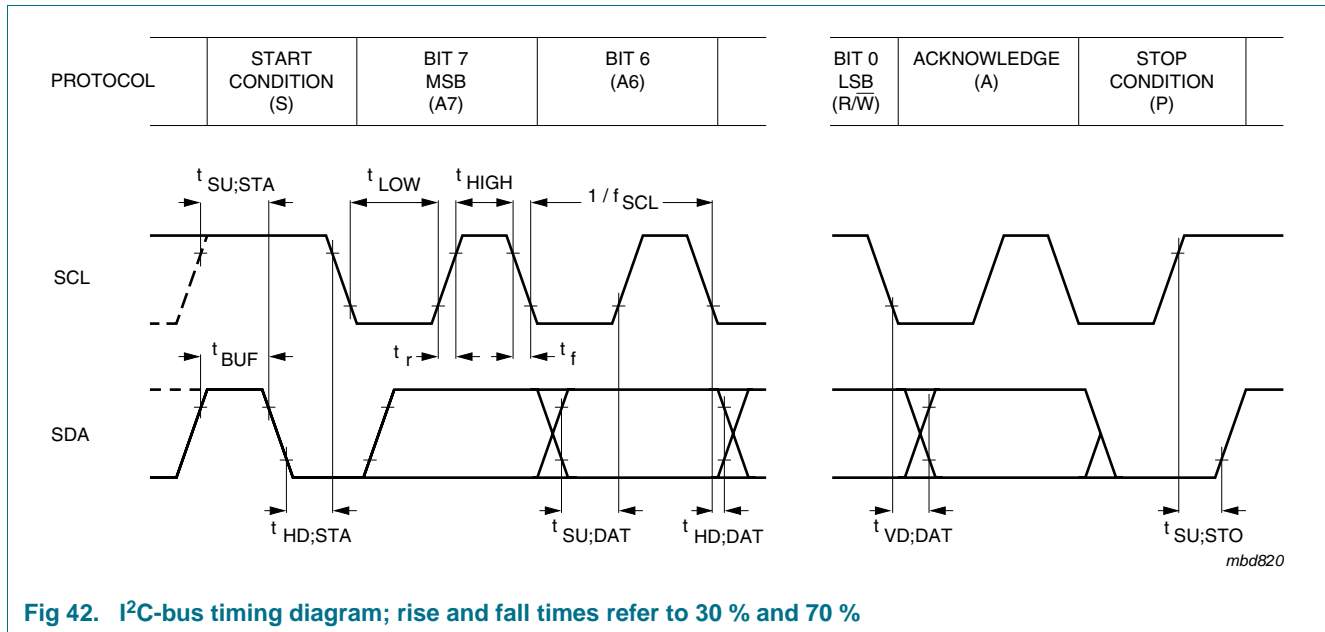 PROTOCOL
START
CONDITION
(S)
BIT 7
MSB
(A7)
BIT 6
(A6)
BIT 0
LSB
(R/W̅)
ACKNOWLEDGE
(A)
STOP
CONDITION
(P)
t SU;STA
t LOW
t HIGH
1 / f SCL
SCL
t BUF
t r
t f
SDA
t HD;STA
t SU;DAT
t HD;DAT
t VD;DAT
t SU;STO
mbd820
Fig 42. I²C-bus timing diagram; rise and fall times refer to 30 % and 70 %